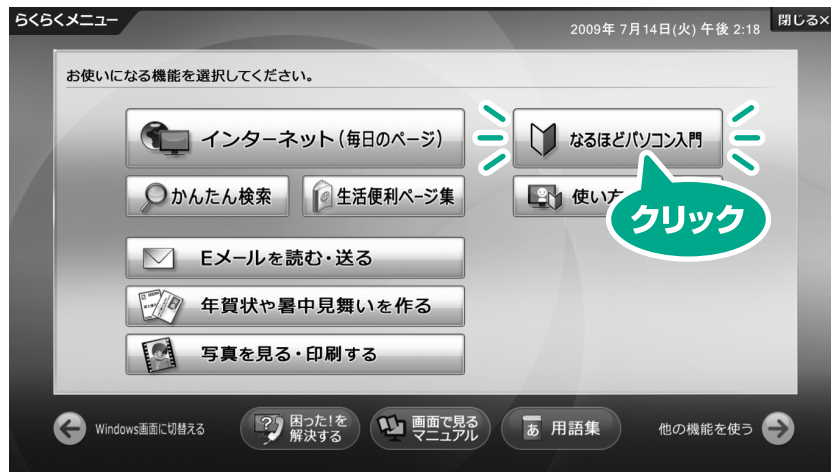 らくらくメニュー
2009年 7月14日(火) 午後 2:18
閉じる×
お使いになる機能を選択してください。
インターネット(毎日のページ)
なるほどパソコン入門
かんたん検索
生活便利ページ集
使い方
クリック
Eメールを読む・送る
年賀状や暑中見舞いを作る
写真を見る・印刷する
Windows画面に切替える
困った!を
解決する
画面で見る
マニュアル
あ 用語集
他の機能を使う